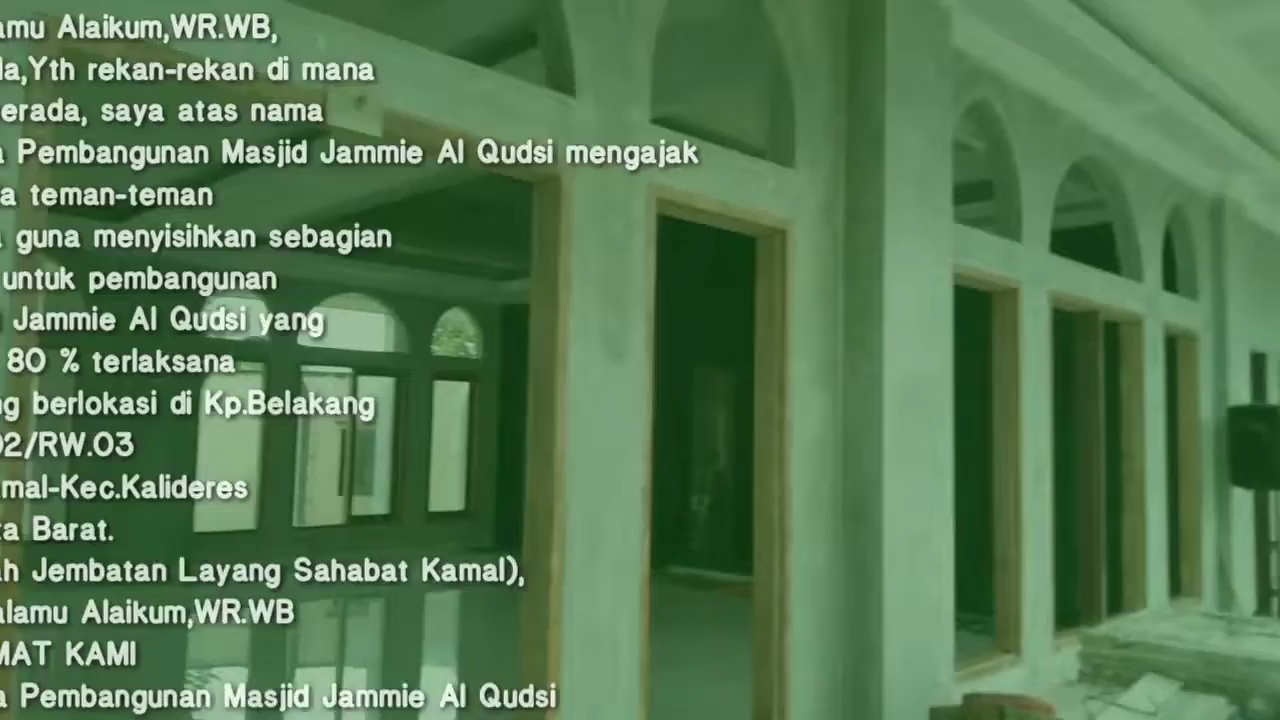 amu Alaikum,WR.WB,
da,Yth rekan-rekan di mana
erada, saya atas nama
a Pembangunan Masjid Jammie Al Qudsi mengajak
a teman-teman
a guna menyisihkan sebagian
untuk pembangunan
Jammie Al Qudsi yang
80 % terlaksana
ng berlokasi di Kp.Belakang
02/RW.03
mal-Kec.Kalideres
ta Barat.
ah Jembatan Layang Sahabat Kamal),
alamu Alaikum,WR.WB
MAT KAMI
a Pembangunan Masjid Jammie Al Qudsi